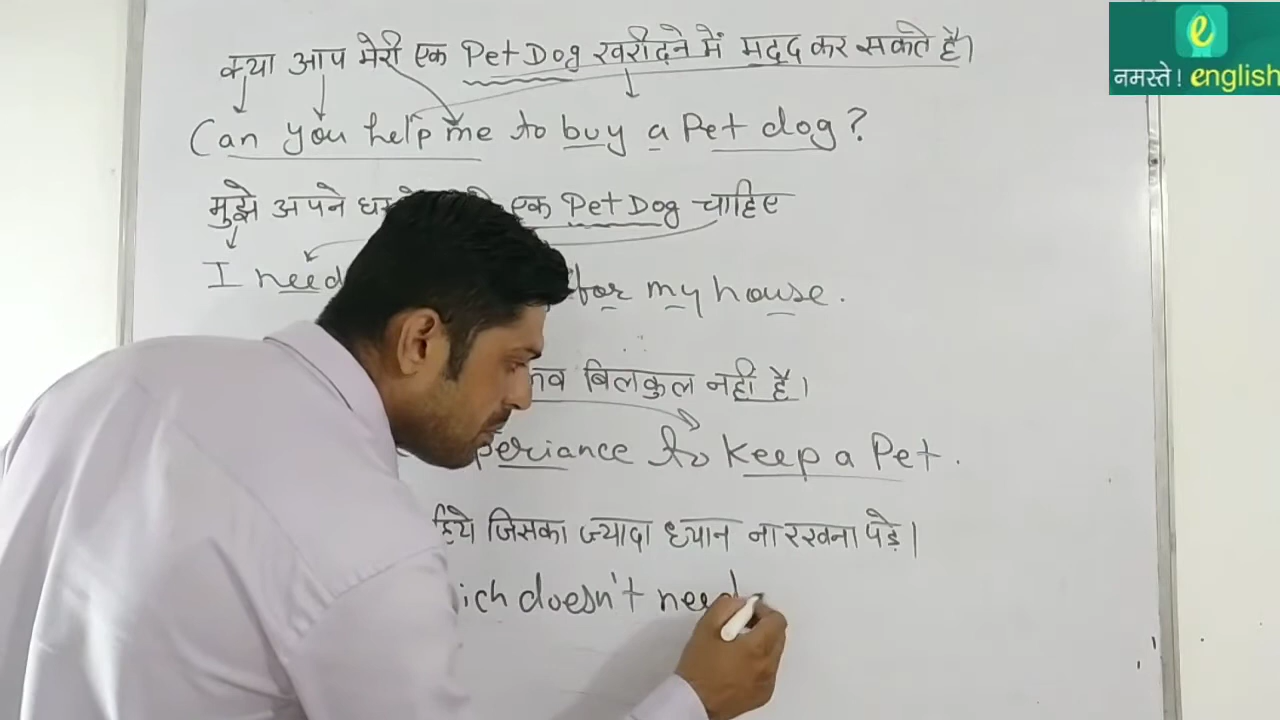 क्या आप मेरी एक Pet Dog खरीदने में मदद कर सकते है।
Can you help me to buy a Pet dog?
मुझे अपने एक Pet Dog चाहिए
I need for my house.
बिलकुल नहीं है।
periance to keep a Pet.
हिये जिसका ज्यादा ध्यान ना रखना पड़े।
ich doesn't need
e
नमस्ते! english